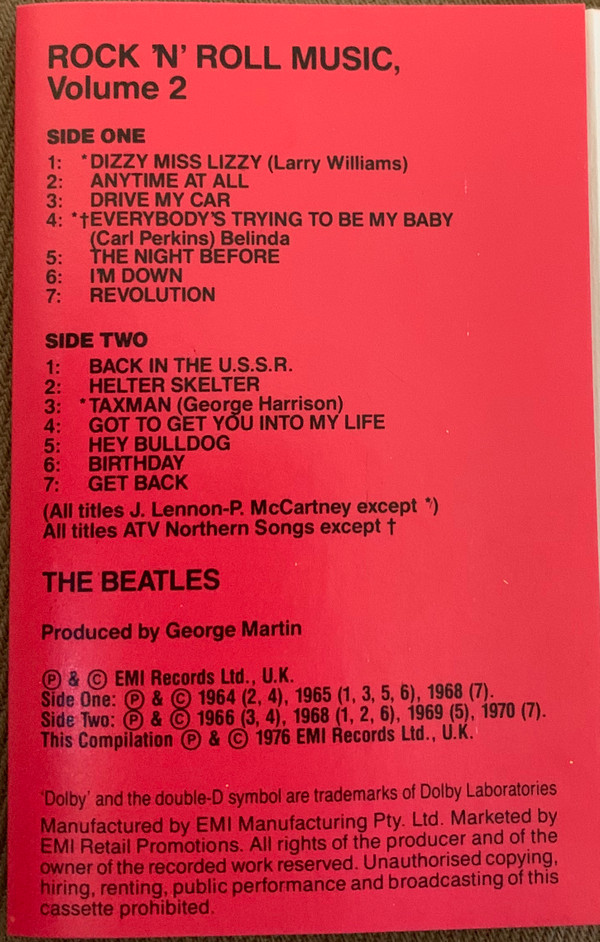 ROCK 'N' ROLL MUSIC,
Volume 2
SIDE ONE
1: *DIZZY MISS LIZZY (Larry Williams)
2: ANYTIME AT ALL
3: DRIVE MY CAR
4: *†EVERYBODY'S TRYING TO BE MY BABY
(Carl Perkins) Belinda
5: THE NIGHT BEFORE
6: I'M DOWN
7: REVOLUTION
SIDE TWO
1: BACK IN THE U.S.S.R.
2: HELTER SKELTER
3: *TAXMAN (George Harrison)
4: GOT TO GET YOU INTO MY LIFE
5: HEY BULLDOG
6: BIRTHDAY
7: GET BACK
(All titles J. Lennon-P. McCartney except *)
All titles ATV Northern Songs except †
THE BEATLES
Produced by George Martin
℗ & © EMI Records Ltd., U.K.
Side One: ℗ & © 1964 (2, 4), 1965 (1, 3, 5, 6), 1968 (7).
Side Two: ℗ & © 1966 (3, 4), 1968 (1, 2, 6), 1969 (5), 1970 (7).
This Compilation ℗ & © 1976 EMI Records Ltd., U.K.
'Dolby' and the double-D symbol are trademarks of Dolby Laboratories
Manufactured by EMI Manufacturing Pty. Ltd. Marketed by
EMI Retail Promotions. All rights of the producer and of the
owner of the recorded work reserved. Unauthorised copying,
hiring, renting, public performance and broadcasting of this
cassette prohibited.